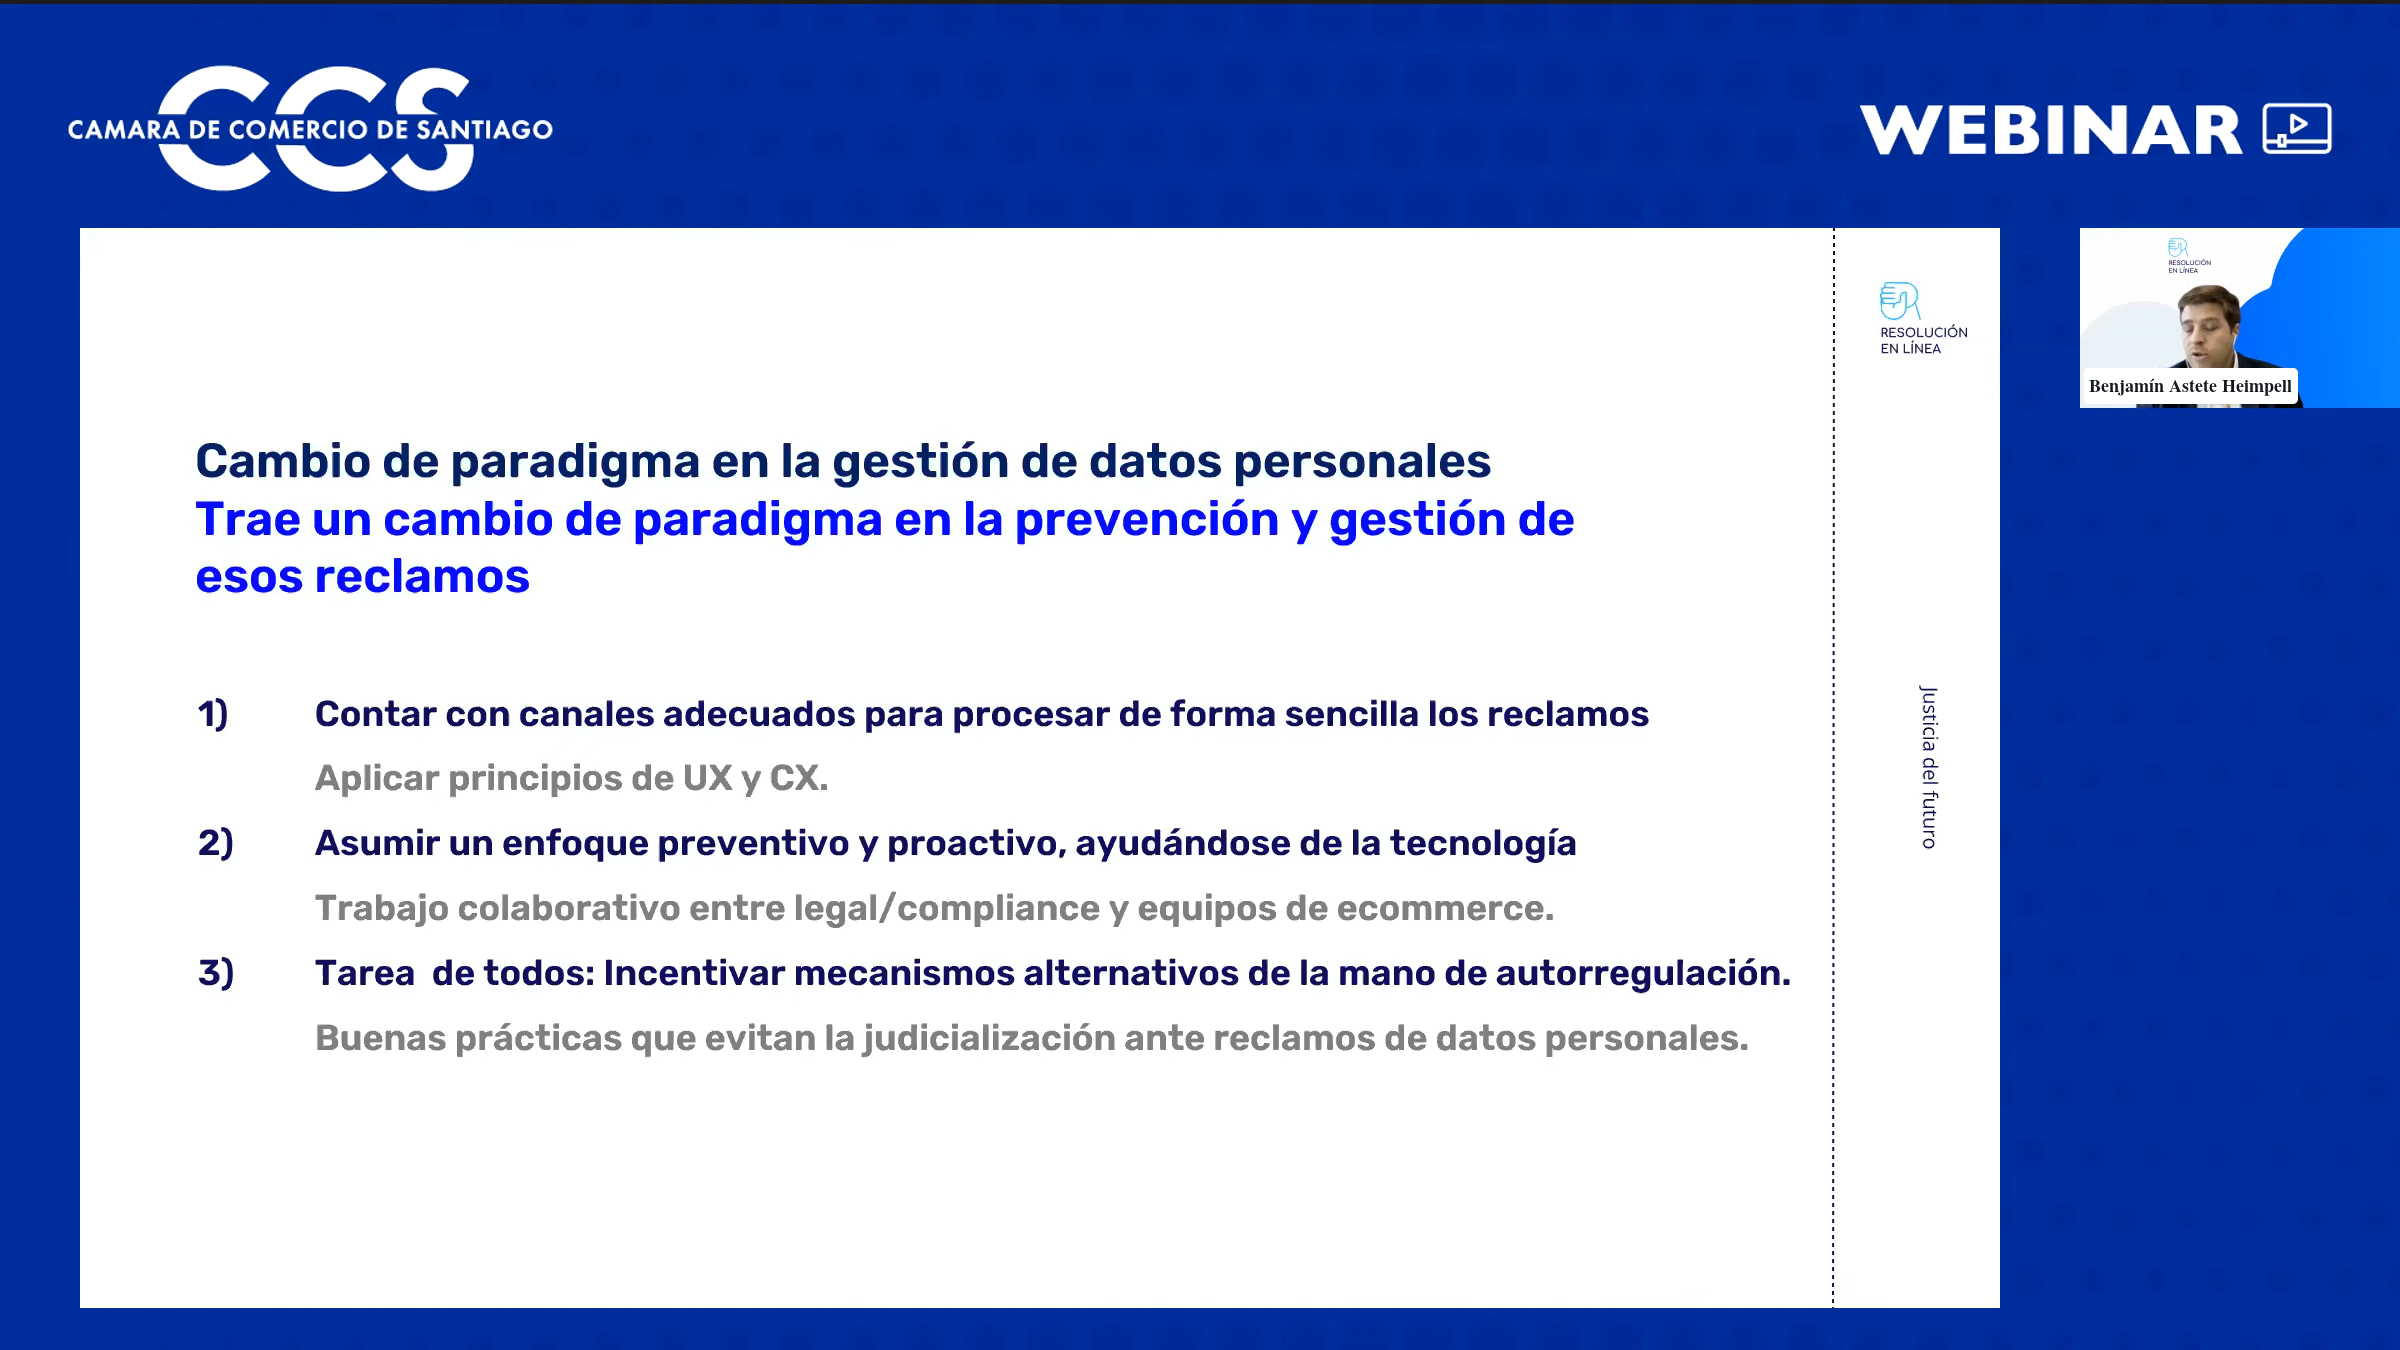 CCS
CAMARA DE COMERCIO DE SANTIAGO
WEBINAR
RESOLUCIÓN
EN LÍNEA
Benjamín Astete Heimpell
RESOLUCIÓN
EN LÍNEA
Justicia del futuro
Cambio de paradigma en la gestión de datos personales
Trae un cambio de paradigma en la prevención y gestión de
esos reclamos
1) Contar con canales adecuados para procesar de forma sencilla los reclamos
Aplicar principios de UX y CX.
2) Asumir un enfoque preventivo y proactivo, ayudándose de la tecnología
Trabajo colaborativo entre legal/compliance y equipos de ecommerce.
3) Tarea  de todos: Incentivar mecanismos alternativos de la mano de autorregulación.
Buenas prácticas que evitan la judicialización ante reclamos de datos personales.